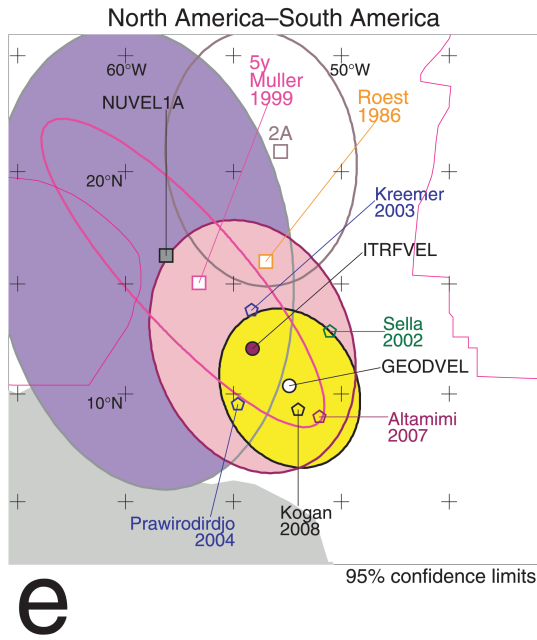 North America–South America
60°W
50°W
5y
Muller
1999
NUVEL1A
Roest
1986
2A
20°N
Kreemer
2003
ITRFVEL
Sella
2002
GEODVEL
10°N
Altamimi
2007
Kogan
2008
Prawirodirdjo
2004
95% confidence limits
e